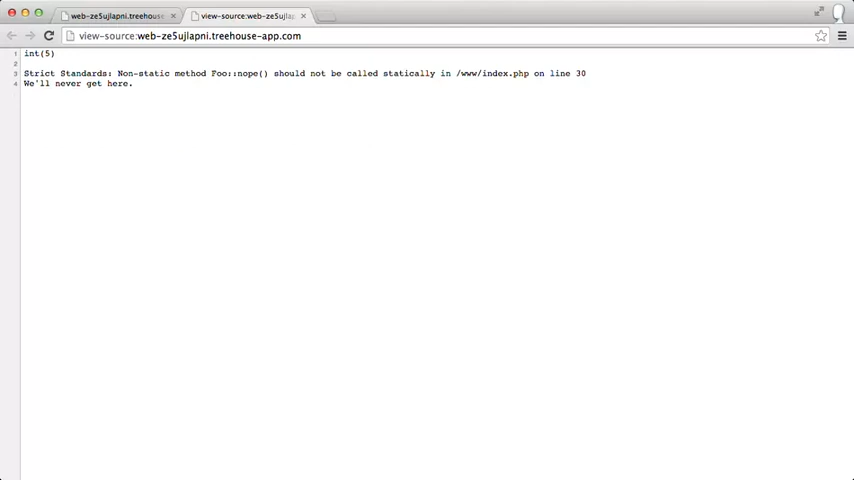 web-ze5ujlapni.treehouse
view-source:web-ze5ujla
view-source:web-ze5ujlapni.treehouse-app.com
1 int(5)
2
3 Strict Standards: Non-static method Foo::nope() should not be called statically in /www/index.php on line 30
4 We'll never get here.